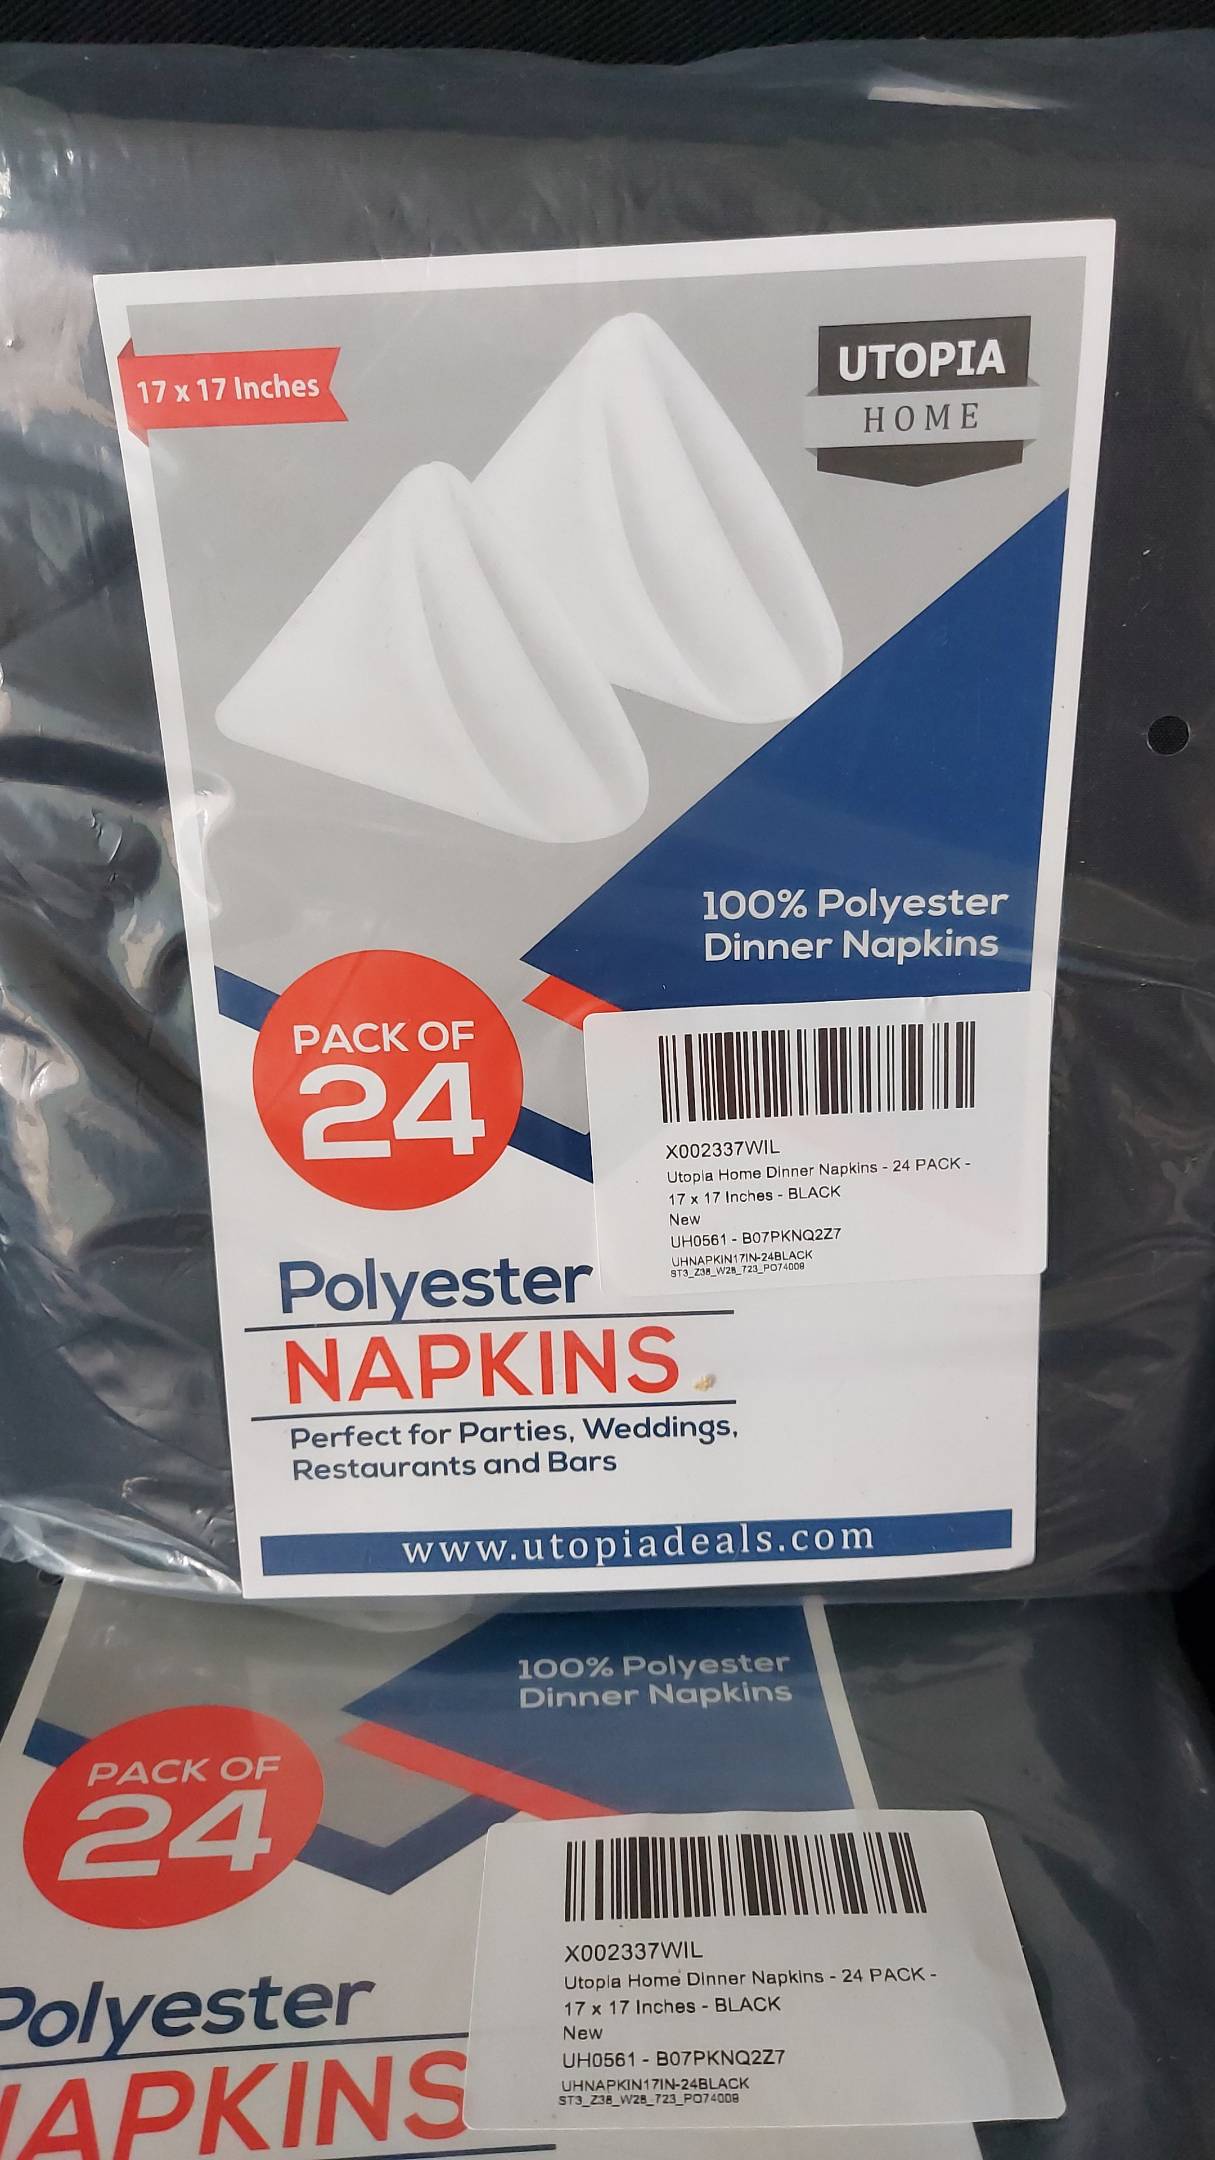 17 x 17 Inches
UTOPIA
HOME
100% Polyester
Dinner Napkins
PACK OF
24
X002337WIL
Utopia Home Dinner Napkins - 24 PACK -
17 x 17 Inches - BLACK
New
UH0561 - B07PKNQ2Z7
UHNAPKIN17IN-24BLACK
ST3_Z38_W28_723_PO74009
Polyester
NAPKINS
Perfect for Parties, Weddings,
Restaurants and Bars
www.utopiadeals.com
100% Polyester
Dinner Napkins
PACK OF
24
X002337WIL
Utopia Home Dinner Napkins - 24 PACK -
17 x 17 Inches - BLACK
New
UH0561 - B07PKNQ2Z7
UHNAPKIN17IN-24BLACK
ST3_Z38_W28_723_PO74009
Polyester
NAPKINS